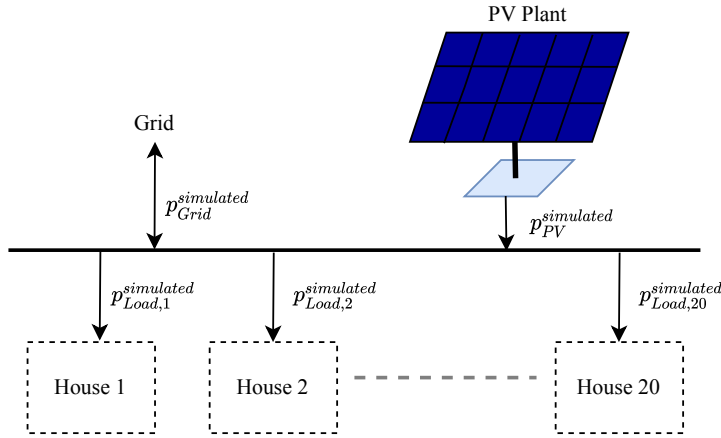 PV Plant
Grid
p_{Grid}^{simulated}
p_{PV}^{simulated}
p_{Load,1}^{simulated}
p_{Load,2}^{simulated}
p_{Load,20}^{simulated}
House 1
House 2
House 20